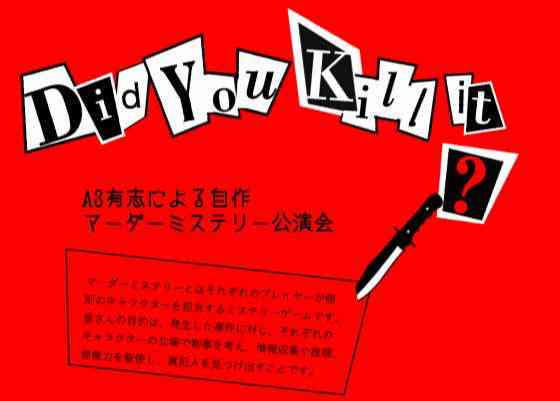 Did You Kill it
?
A3有志による自作
マーダーミステリー公演会
マーダーミステリーとはそれぞれのプレイヤーが個
別のキャラクターを担当するミステリーゲームです。
皆さんの目的は、発生した事件に対し、それぞれの
キャラクターの立場で物事を考え、情報収集や推理、
想像力を駆使し、真犯人を見つけ出すことです。